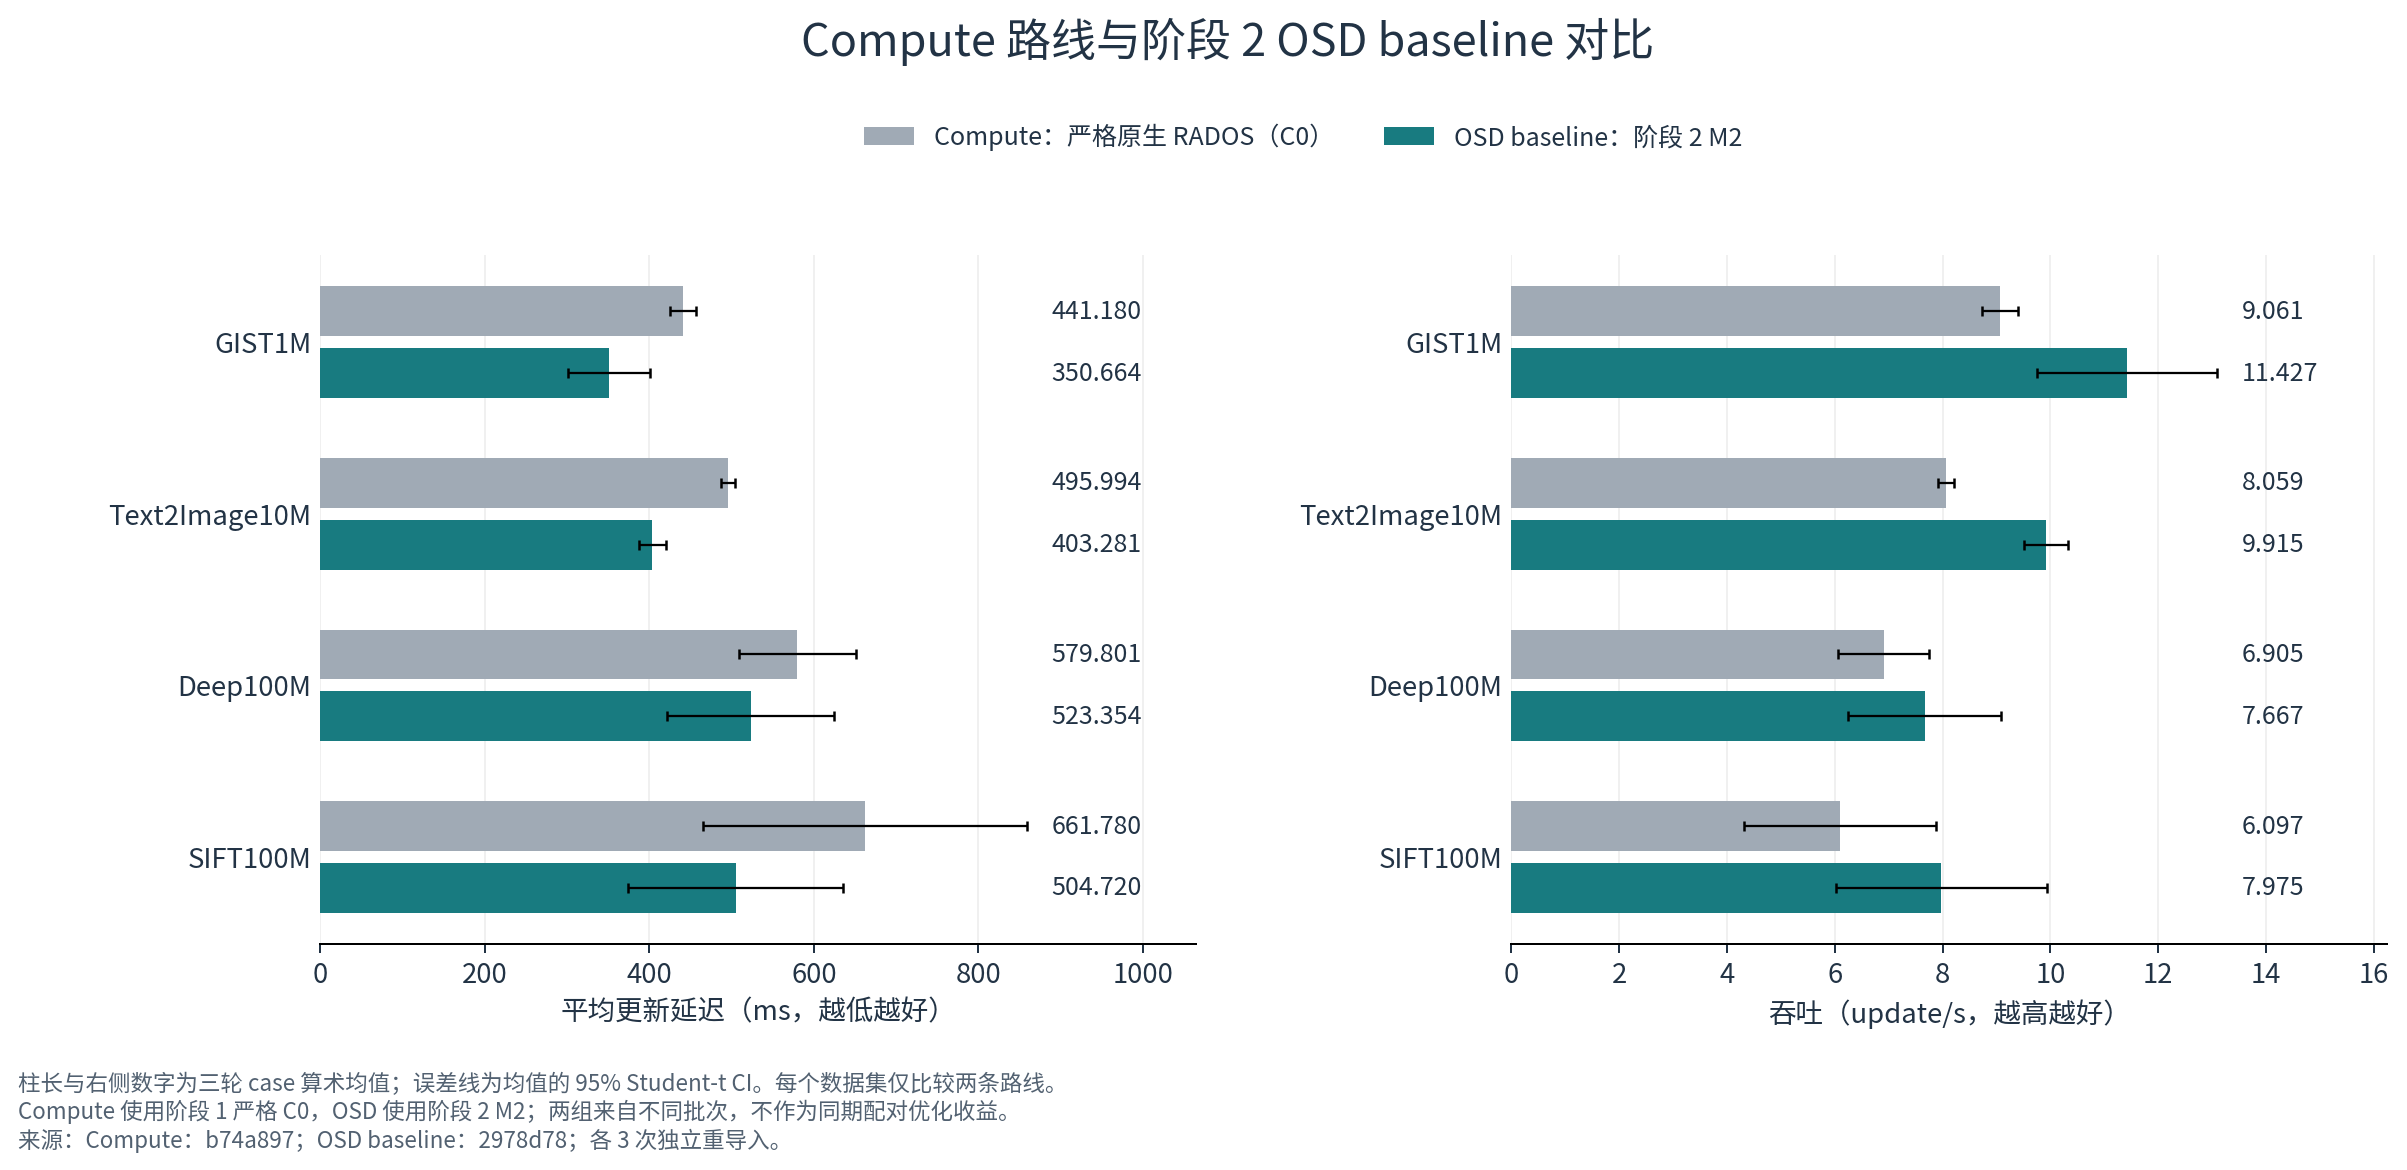 Compute 路线与阶段 2 OSD baseline 对比
Compute：严格原生 RADOS（C0）
OSD baseline：阶段 2 M2
GIST1M
441.180
350.664
Text2Image10M
495.994
403.281
Deep100M
579.801
523.354
SIFT100M
661.780
504.720
0 200 400 600 800 1000
平均更新延迟（ms，越低越好）
GIST1M
9.061
11.427
Text2Image10M
8.059
9.915
Deep100M
6.905
7.667
SIFT100M
6.097
7.975
0 2 4 6 8 10 12 14 16
吞吐（update/s，越高越好）
柱长与右侧数字为三轮 case 算术均值；误差线为均值的 95% Student-t CI。每个数据集仅比较两条路线。
Compute 使用阶段 1 严格 C0，OSD 使用阶段 2 M2；两组来自不同批次，不作为同期配对优化收益。
来源：Compute：b74a897；OSD baseline：2978d78；各 3 次独立重导入。